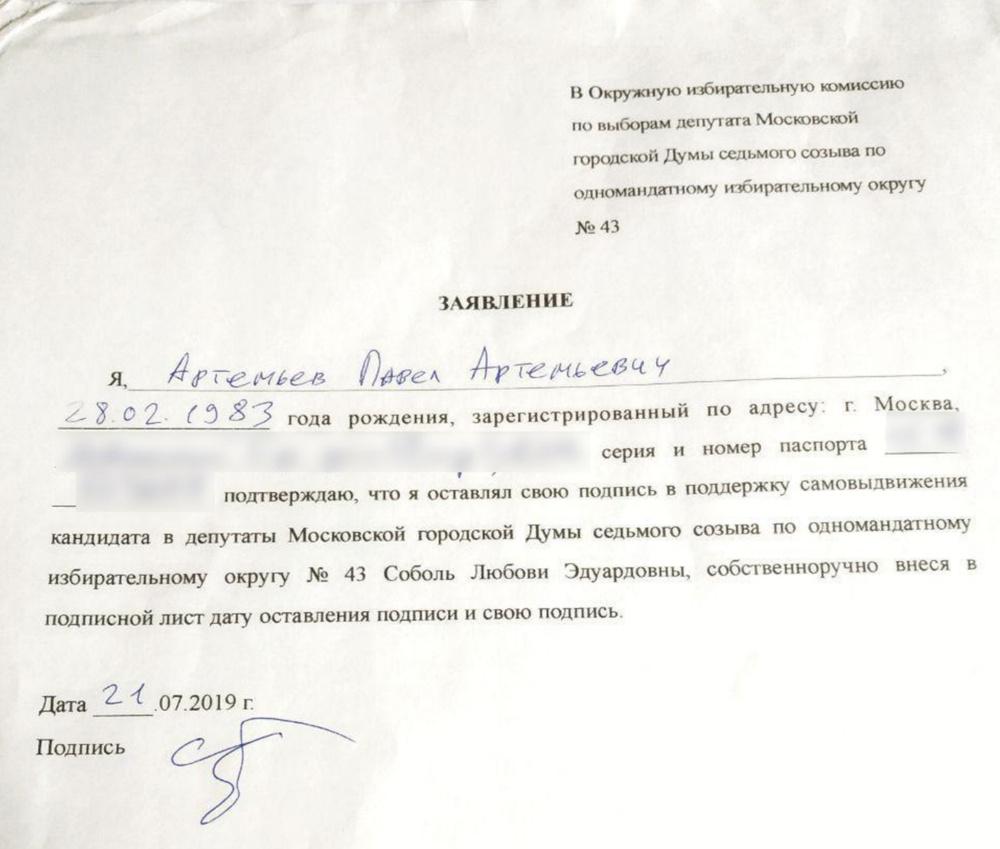 В Окружную избирательную комиссию
по выборам депутата Московской
городской Думы седьмого созыва по
одномандатному избирательному округу
№ 43
ЗАЯВЛЕНИЕ
Я, Артемьев Павел Артемьевич,
28.02.1983 года рождения, зарегистрированный по адресу: г. Москва,
серия и номер паспорта
подтверждаю, что я оставлял свою подпись в поддержку самовыдвижения
кандидата в депутаты Московской городской Думы седьмого созыва по одномандатному
избирательному округу № 43 Соболь Любови Эдуардовны, собственноручно внеся в
подписной лист дату оставления подписи и свою подпись.
Дата 21.07.2019 г.
Подпись